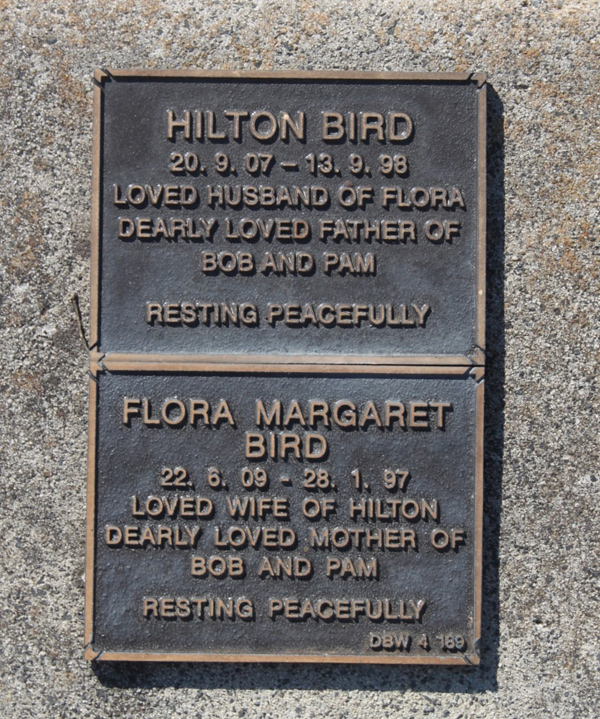 HILTON BIRD
20. 9. 07 – 13. 9. 98
LOVED HUSBAND OF FLORA
DEARLY LOVED FATHER OF
BOB AND PAM
RESTING PEACEFULLY
FLORA MARGARET
BIRD
22. 6. 09 - 28. 1. 97
LOVED WIFE OF HILTON
DEARLY LOVED MOTHER OF
BOB AND PAM
RESTING PEACEFULLY
DBW 4 189